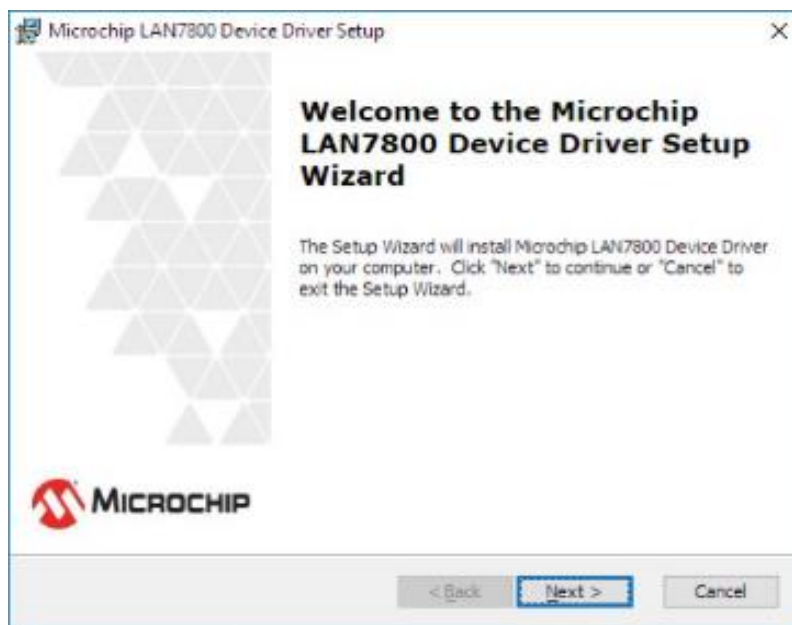 Microchip LAN7800 Device Driver Setup
Welcome to the Microchip
LAN7800 Device Driver Setup
Wizard
The Setup Wizard will install Microchip LAN7800 Device Driver
on your computer. Click "Next" to continue or "Cancel" to
exit the Setup Wizard.
MICROCHIP
< Back Next > Cancel